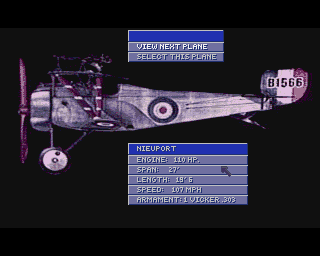 VIEW NEXT PLANE
SELECT THIS PLANE
B1566
NIEUPORT
ENGINE: 110 HP.
SPAN: 27'
LENGTH: 19' 6
SPEED: 107 MPH
ARMAMENT: 1 VICKER .303